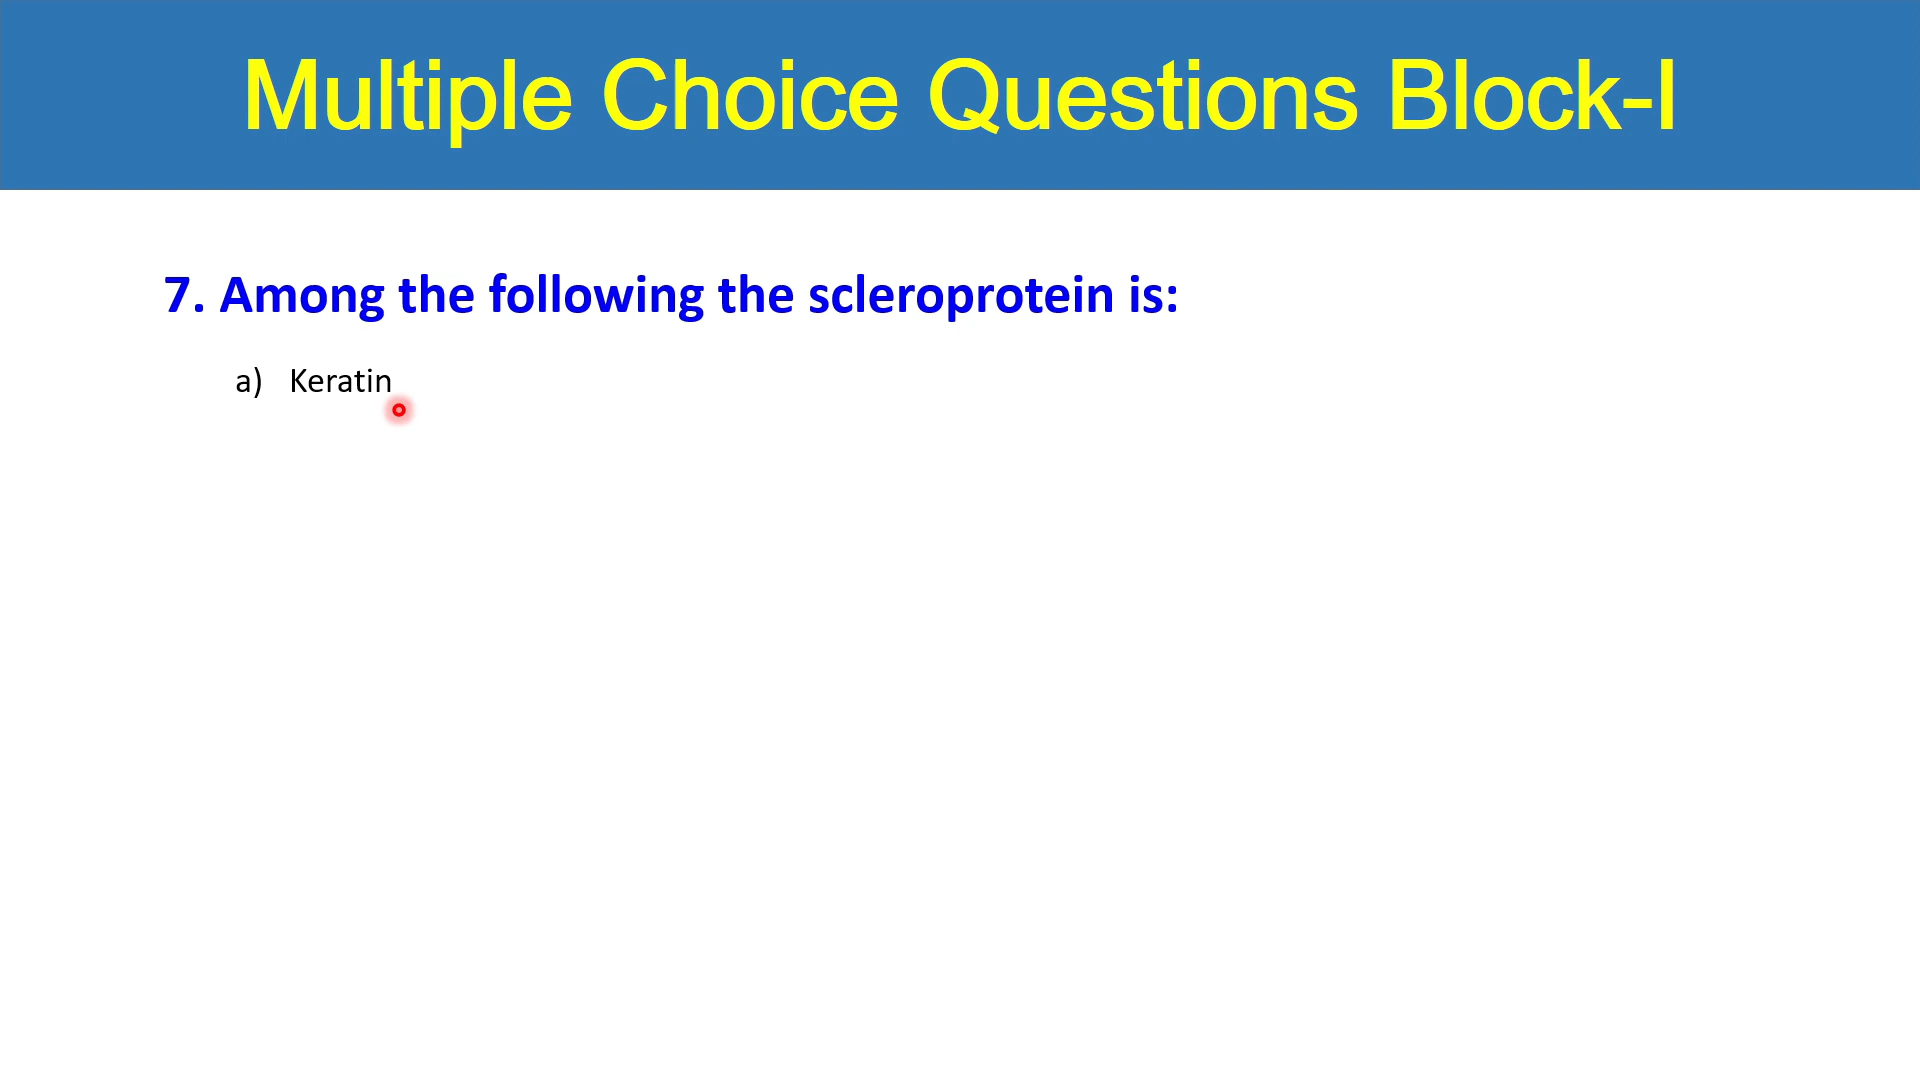 Multiple Choice Questions Block-I
7. Among the following the scleroprotein is:
a) Keratin